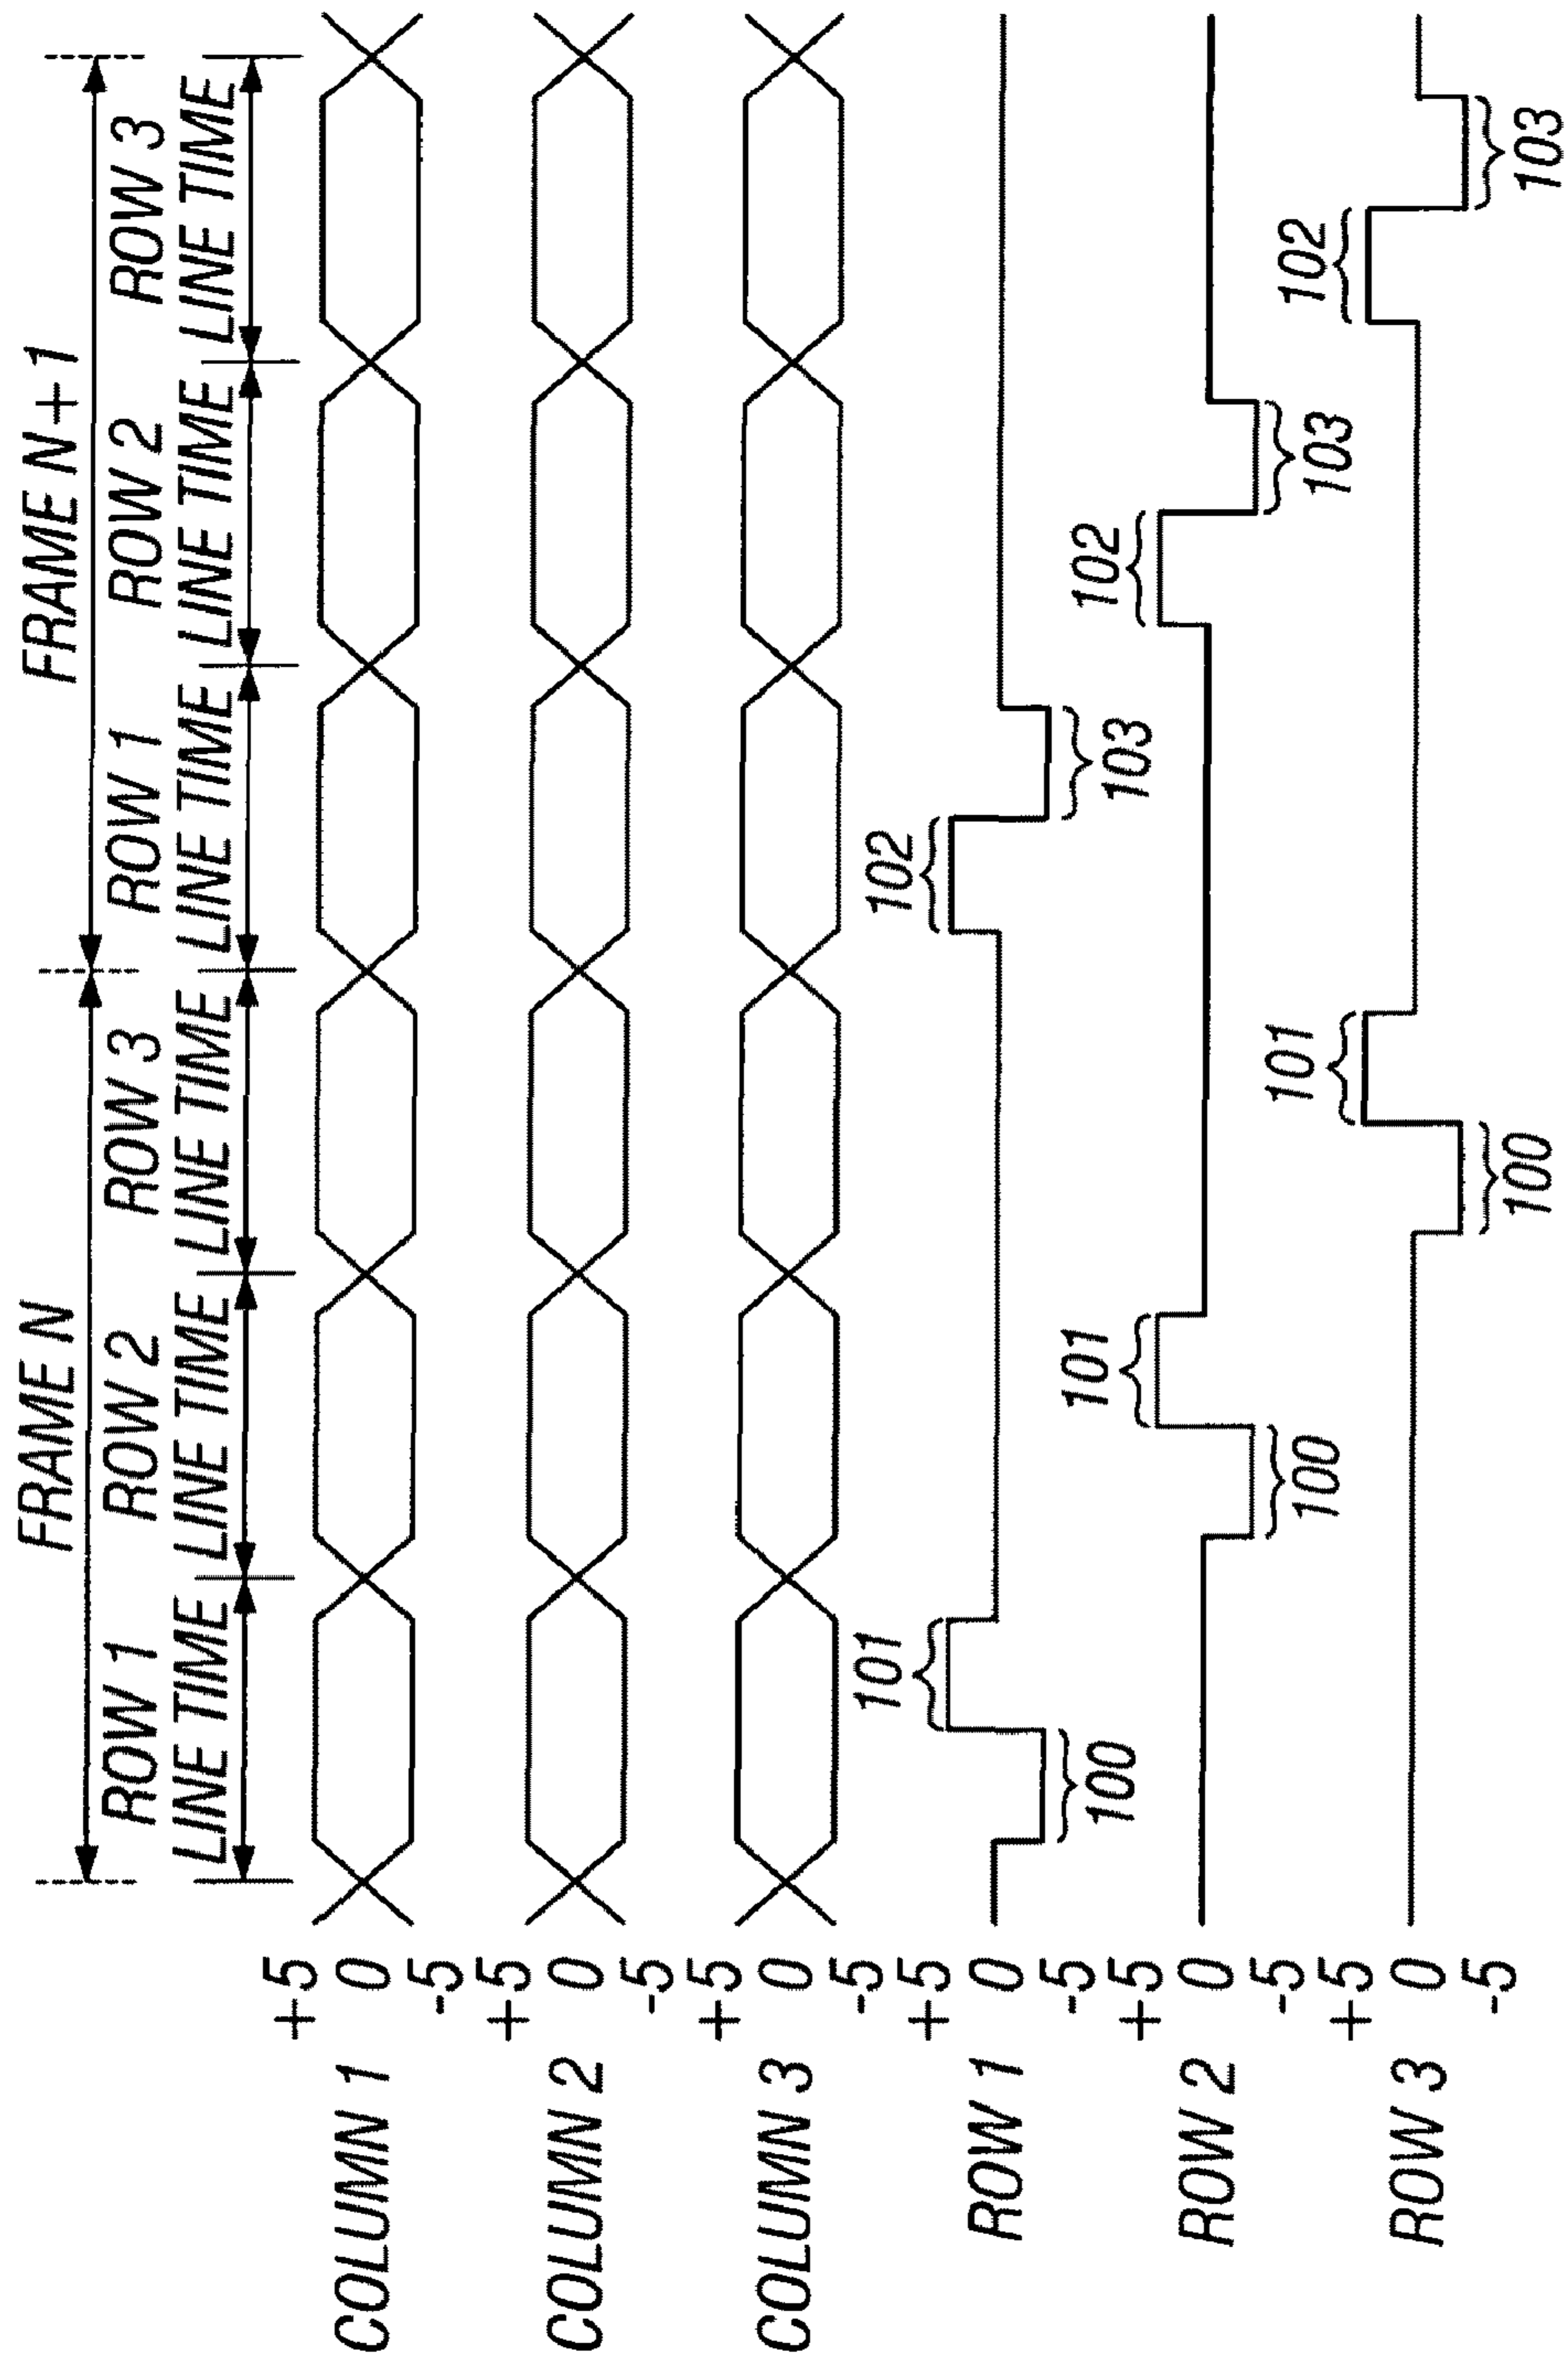 FRAME N
FRAME N+1
ROW 1
LINE TIME
ROW 2
LINE TIME
ROW 3
LINE TIME
ROW 1
LINE TIME
ROW 2
LINE TIME
ROW 3
LINE TIME
COLUMN 1
+5
0
-5
COLUMN 2
+5
0
-5
COLUMN 3
+5
0
-5
ROW 1
+5
0
-5
100
101
102
103
ROW 2
+5
0
-5
100
101
102
103
ROW 3
+5
0
-5
100
101
102
103